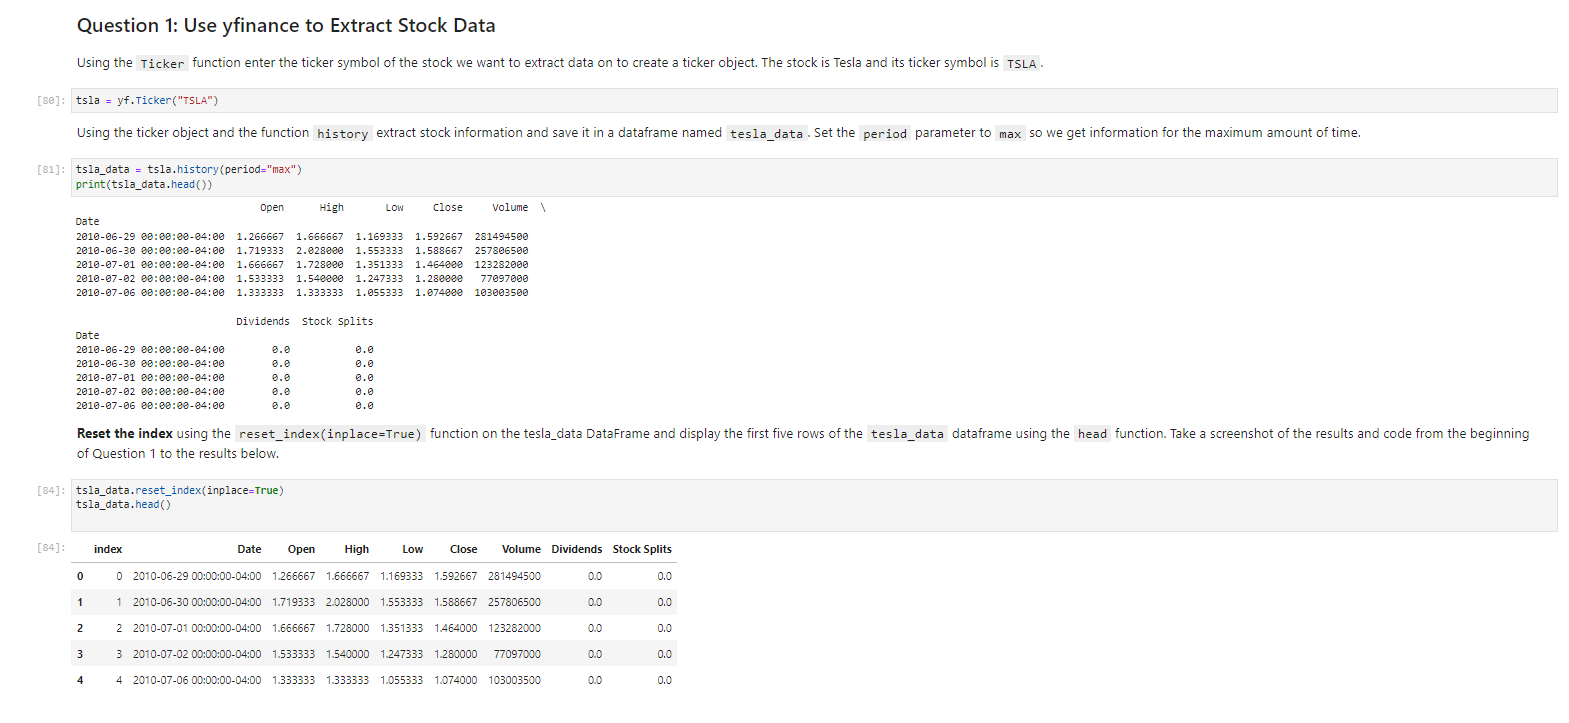 Question 1: Use yfinance to Extract Stock Data
Using the Ticker function enter the ticker symbol of the stock we want to extract data on to create a ticker object. The stock is Tesla and its ticker symbol is TSLA .
[80]: tsla = yf.Ticker("TSLA")
Using the ticker object and the function history extract stock information and save it in a dataframe named tesla_data . Set the period parameter to max so we get information for the maximum amount of time.
[81]: tsla_data = tsla.history(period="max")
print(tsla_data.head())
Open High Low Close Volume \
Date
2010-06-29 00:00:00-04:00 1.266667 1.666667 1.169333 1.592667 281494500
2010-06-30 00:00:00-04:00 1.719333 2.028000 1.553333 1.588667 257806500
2010-07-01 00:00:00-04:00 1.666667 1.728000 1.351333 1.464000 123282000
2010-07-02 00:00:00-04:00 1.533333 1.540000 1.247333 1.280000 77097000
2010-07-06 00:00:00-04:00 1.333333 1.333333 1.055333 1.074000 103003500
Dividends Stock Splits
Date
2010-06-29 00:00:00-04:00 0.0 0.0
2010-06-30 00:00:00-04:00 0.0 0.0
2010-07-01 00:00:00-04:00 0.0 0.0
2010-07-02 00:00:00-04:00 0.0 0.0
2010-07-06 00:00:00-04:00 0.0 0.0
Reset the index using the reset_index(inplace=True) function on the tesla_data DataFrame and display the first five rows of the tesla_data dataframe using the head function. Take a screenshot of the results and code from the beginning
of Question 1 to the results below.
[84]: tsla_data.reset_index(inplace=True)
tsla_data.head()
[84]: index Date Open High Low Close Volume Dividends Stock Splits
0 0 2010-06-29 00:00:00-04:00 1.266667 1.666667 1.169333 1.592667 281494500 0.0 0.0
1 1 2010-06-30 00:00:00-04:00 1.719333 2.028000 1.553333 1.588667 257806500 0.0 0.0
2 2 2010-07-01 00:00:00-04:00 1.666667 1.728000 1.351333 1.464000 123282000 0.0 0.0
3 3 2010-07-02 00:00:00-04:00 1.533333 1.540000 1.247333 1.280000 77097000 0.0 0.0
4 4 2010-07-06 00:00:00-04:00 1.333333 1.333333 1.055333 1.074000 103003500 0.0 0.0